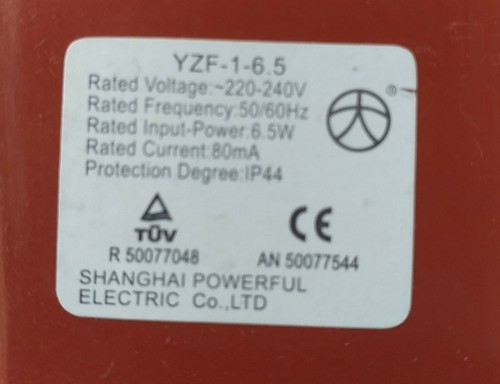 YZF-1-6.5
Rated Voltage:~220-240V
Rated Frequency:50/60Hz
Rated Input-Power:6.5W
Rated Current:80mA
Protection Degree:IP44
®
TÜV
CE
R 50077048
AN 50077544
SHANGHAI POWERFUL
ELECTRIC Co.,LTD